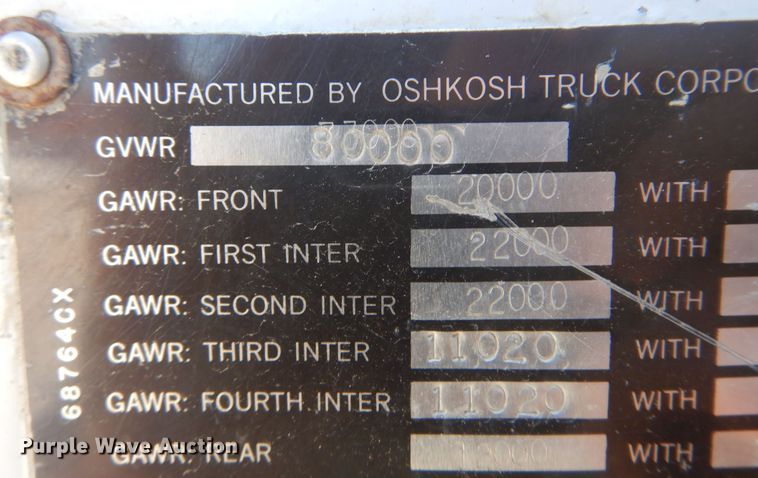 MANUFACTURED BY OSHKOSH TRUCK CORPO
GVWR 80000
GAWR: FRONT 20000 WITH
GAWR: FIRST INTER 22000 WITH
GAWR: SECOND INTER 22000 WITH
GAWR: THIRD INTER 11020 WITH
GAWR: FOURTH INTER 11020 WITH
GAWR: REAR WITH
68764CX
Purple Wave Auction